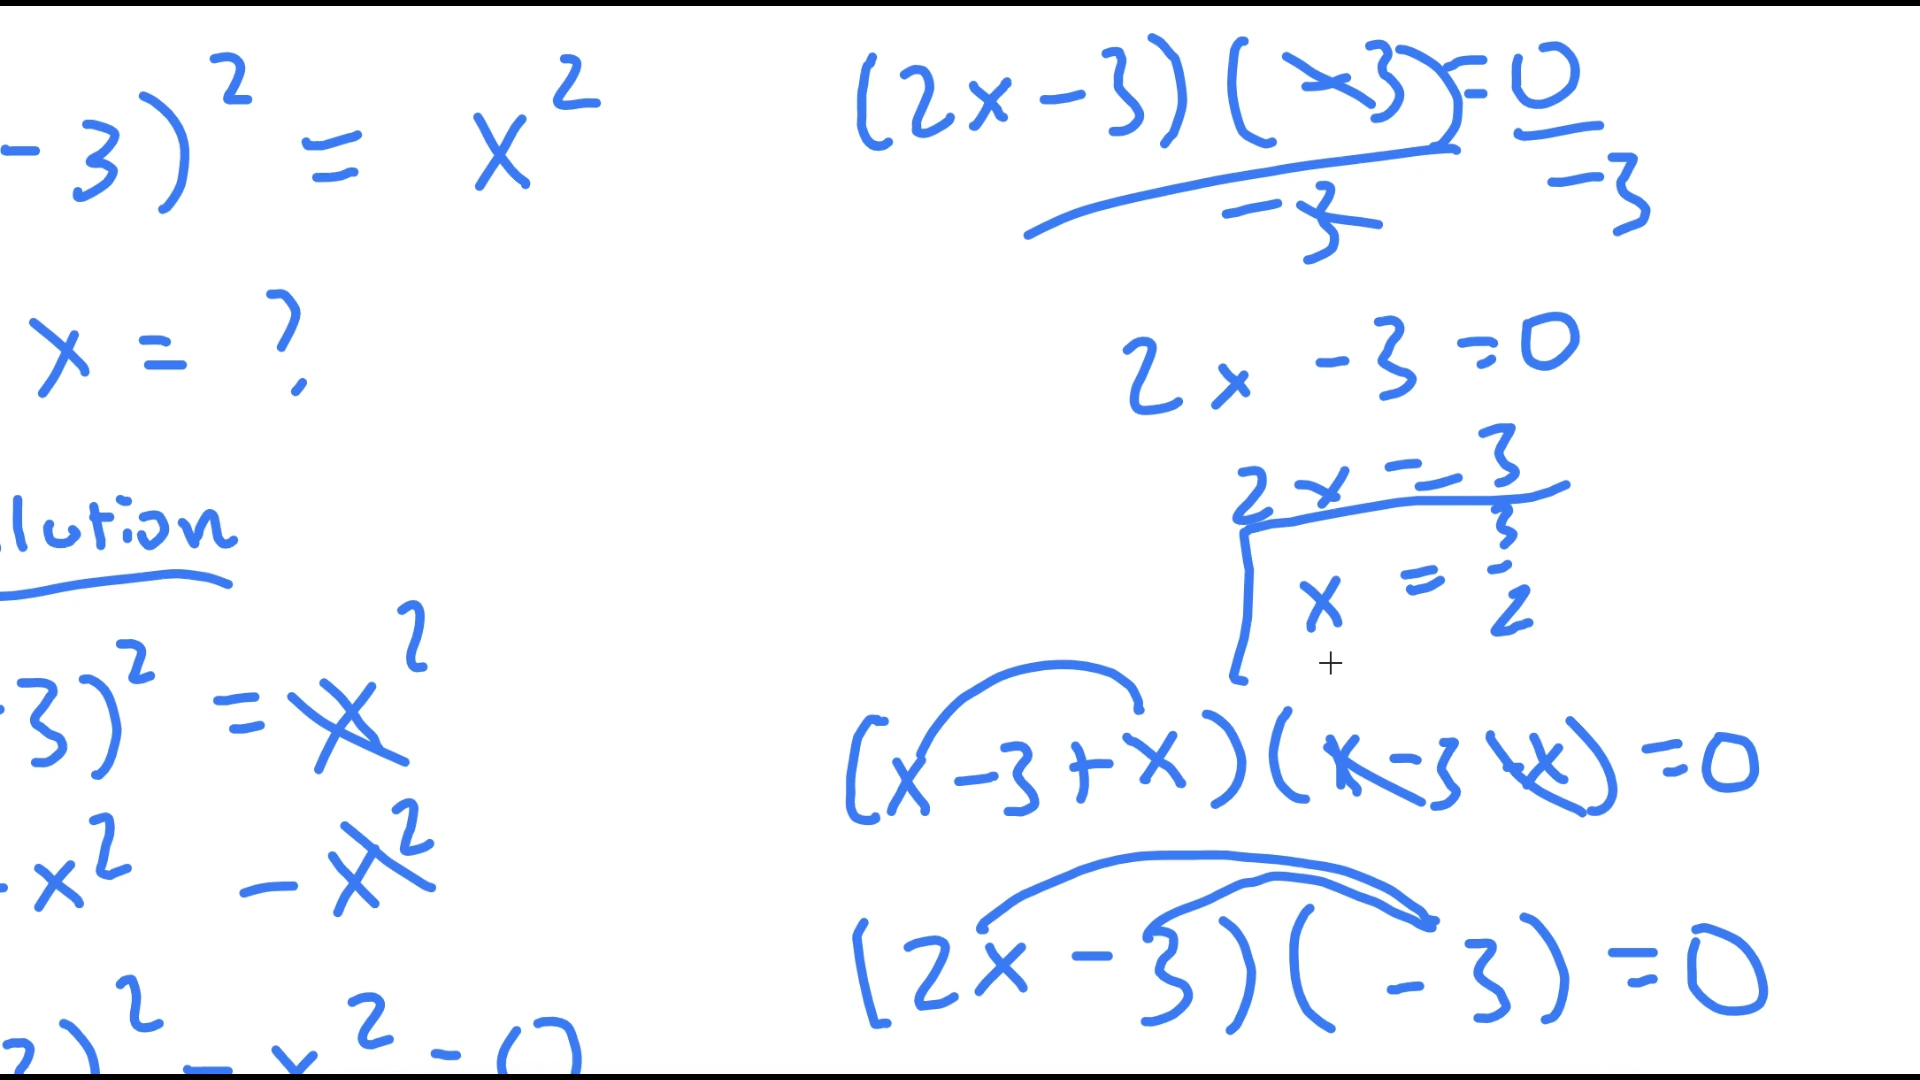 - 3)² = x²
x = ?
lution
3)² = x²
- x² - x²
)² - x² = 0
(2x - 3)(-3) = 0
-3 -3
2x - 3 = 0
2x = 3
x = 3/2
(x - 3 + x)(x - 3 - x) = 0
(2x - 3)( - 3) = 0